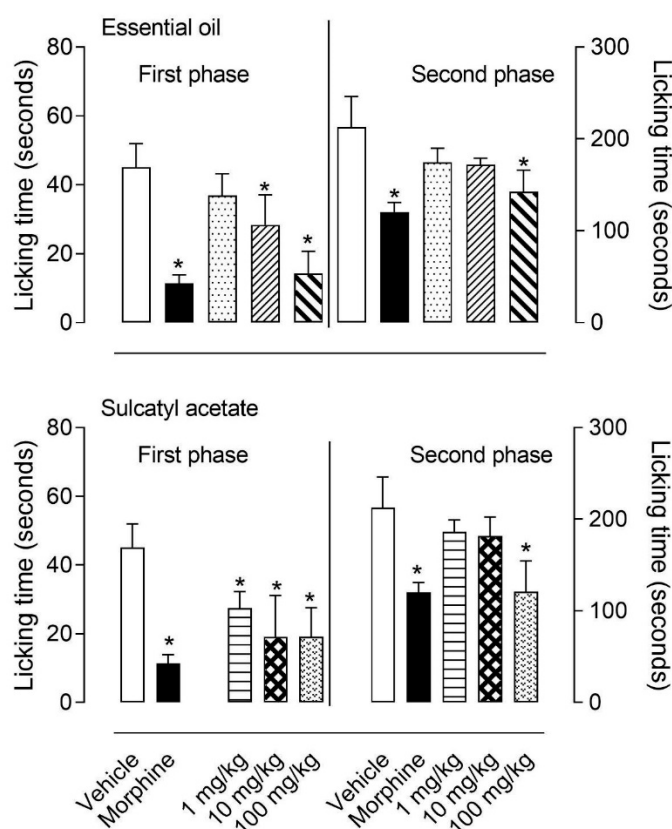 Essential oil
First phase
Second phase
Licking time (seconds)
80
60
40
20
0
* * *
* *
300
200
100
0
Licking time
(seconds)
Sulcatyl acetate
First phase
Second phase
Licking time (seconds)
80
60
40
20
0
* * * *
* *
300
200
100
0
Licking time
(seconds)
Vehicle
Morphine
1 mg/kg
10 mg/kg
100 mg/kg
Vehicle
Morphine
1 mg/kg
10 mg/kg
100 mg/kg